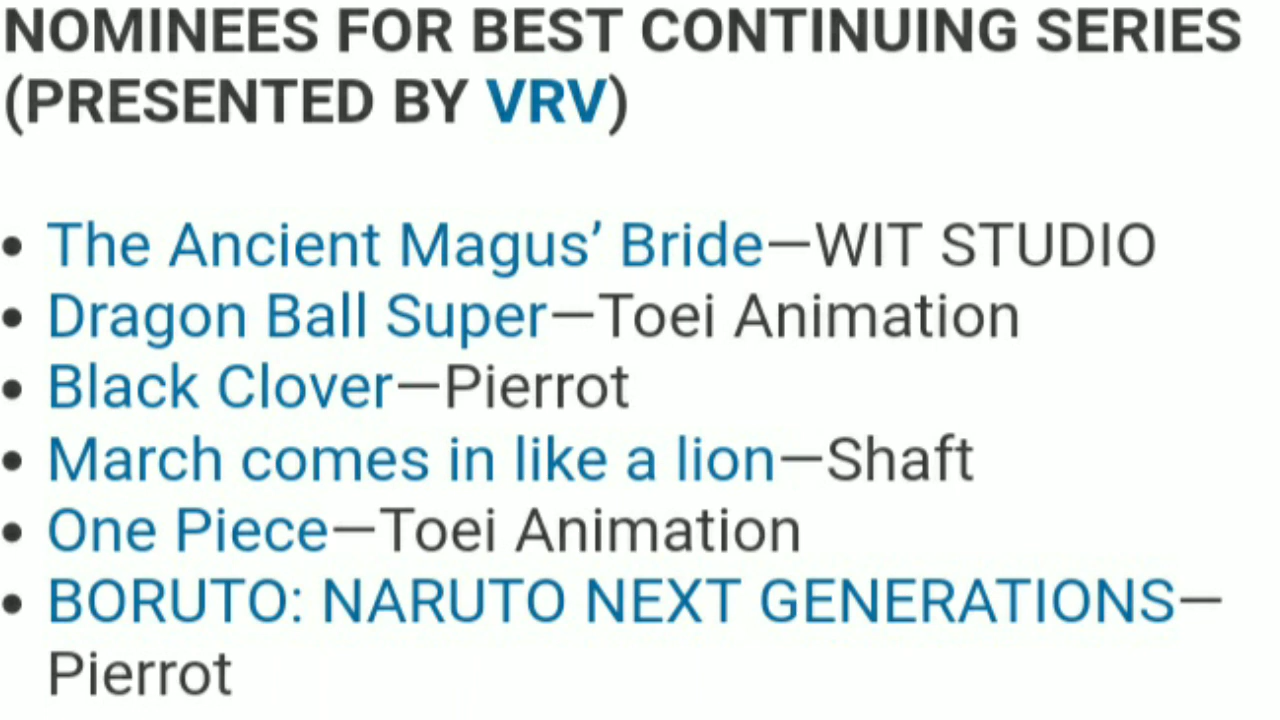 NOMINEES FOR BEST CONTINUING SERIES
(PRESENTED BY VRV)
• The Ancient Magus’ Bride—WIT STUDIO
• Dragon Ball Super—Toei Animation
• Black Clover—Pierrot
• March comes in like a lion—Shaft
• One Piece—Toei Animation
• BORUTO: NARUTO NEXT GENERATIONS—
Pierrot